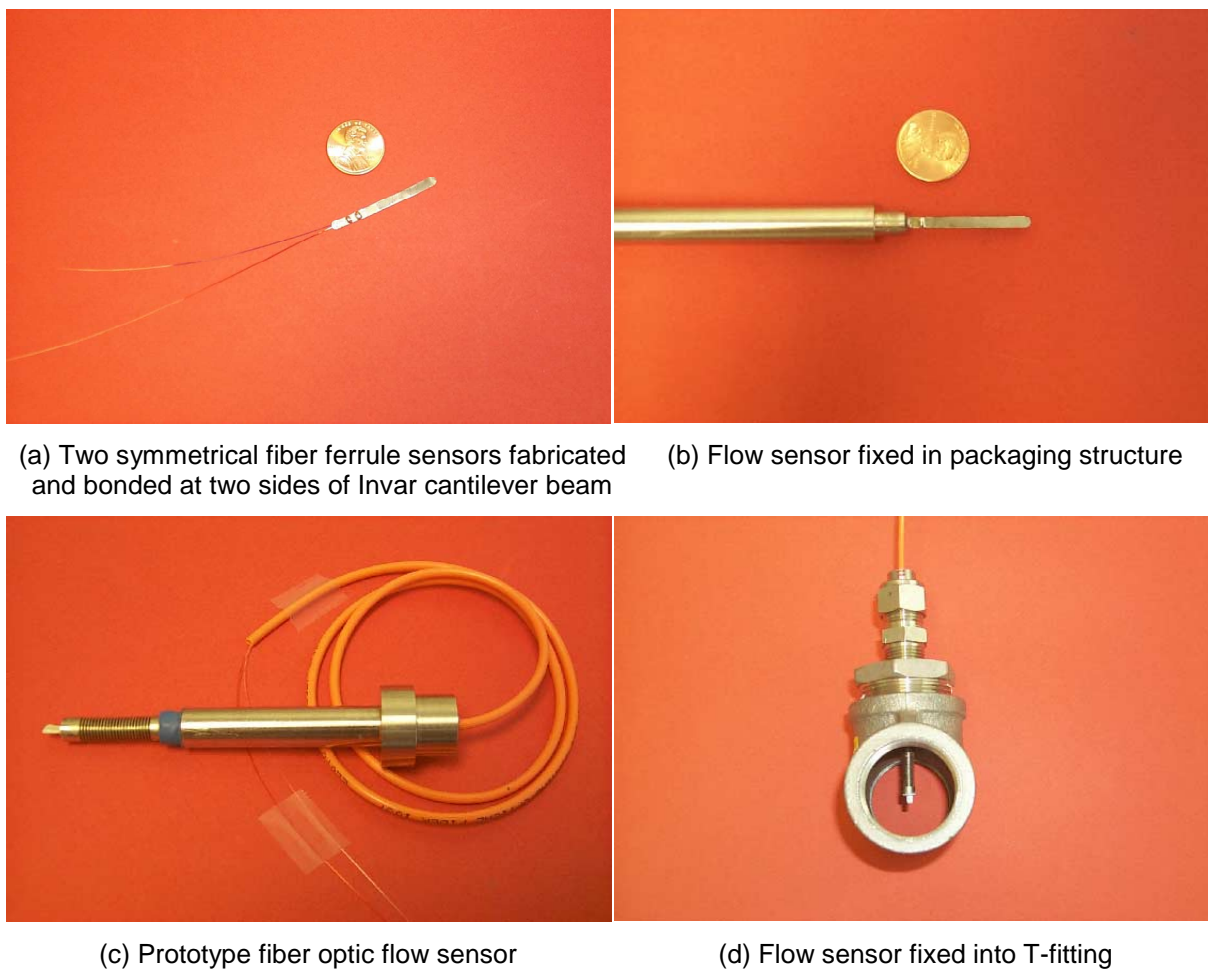 (a) Two symmetrical fiber ferrule sensors fabricated
and bonded at two sides of Invar cantilever beam
(b) Flow sensor fixed in packaging structure
(c) Prototype fiber optic flow sensor
(d) Flow sensor fixed into T-fitting